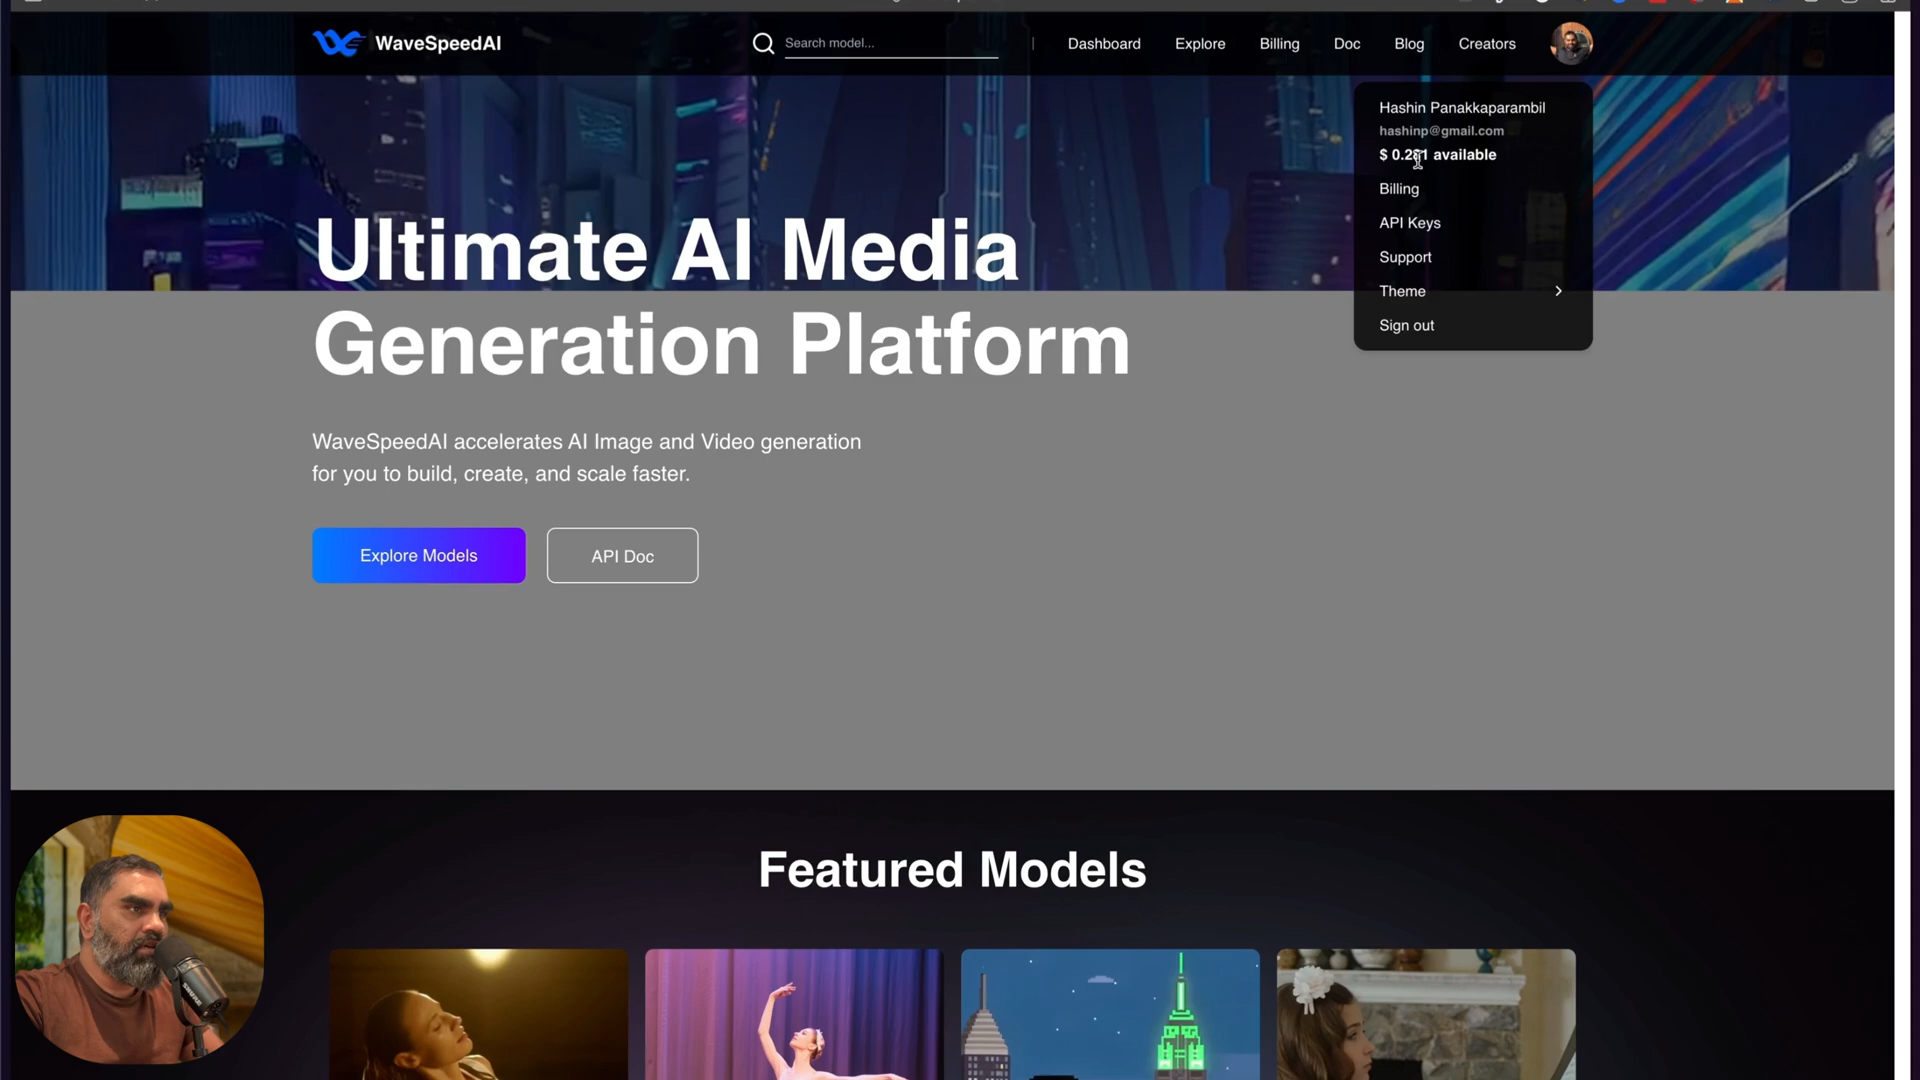 WaveSpeedAI
Search model...
Dashboard
Explore
Billing
Doc
Blog
Creators
Hashin Panakkaparambil
hashinp@gmail.com
available
Billing
API Keys
Support
Theme
Sign out
Ultimate AI Media
Generation Platform
WaveSpeedAI accelerates AI Image and Video generation
for you to build, create, and scale faster.
Explore Models
API Doc
Featured Models
SHURE